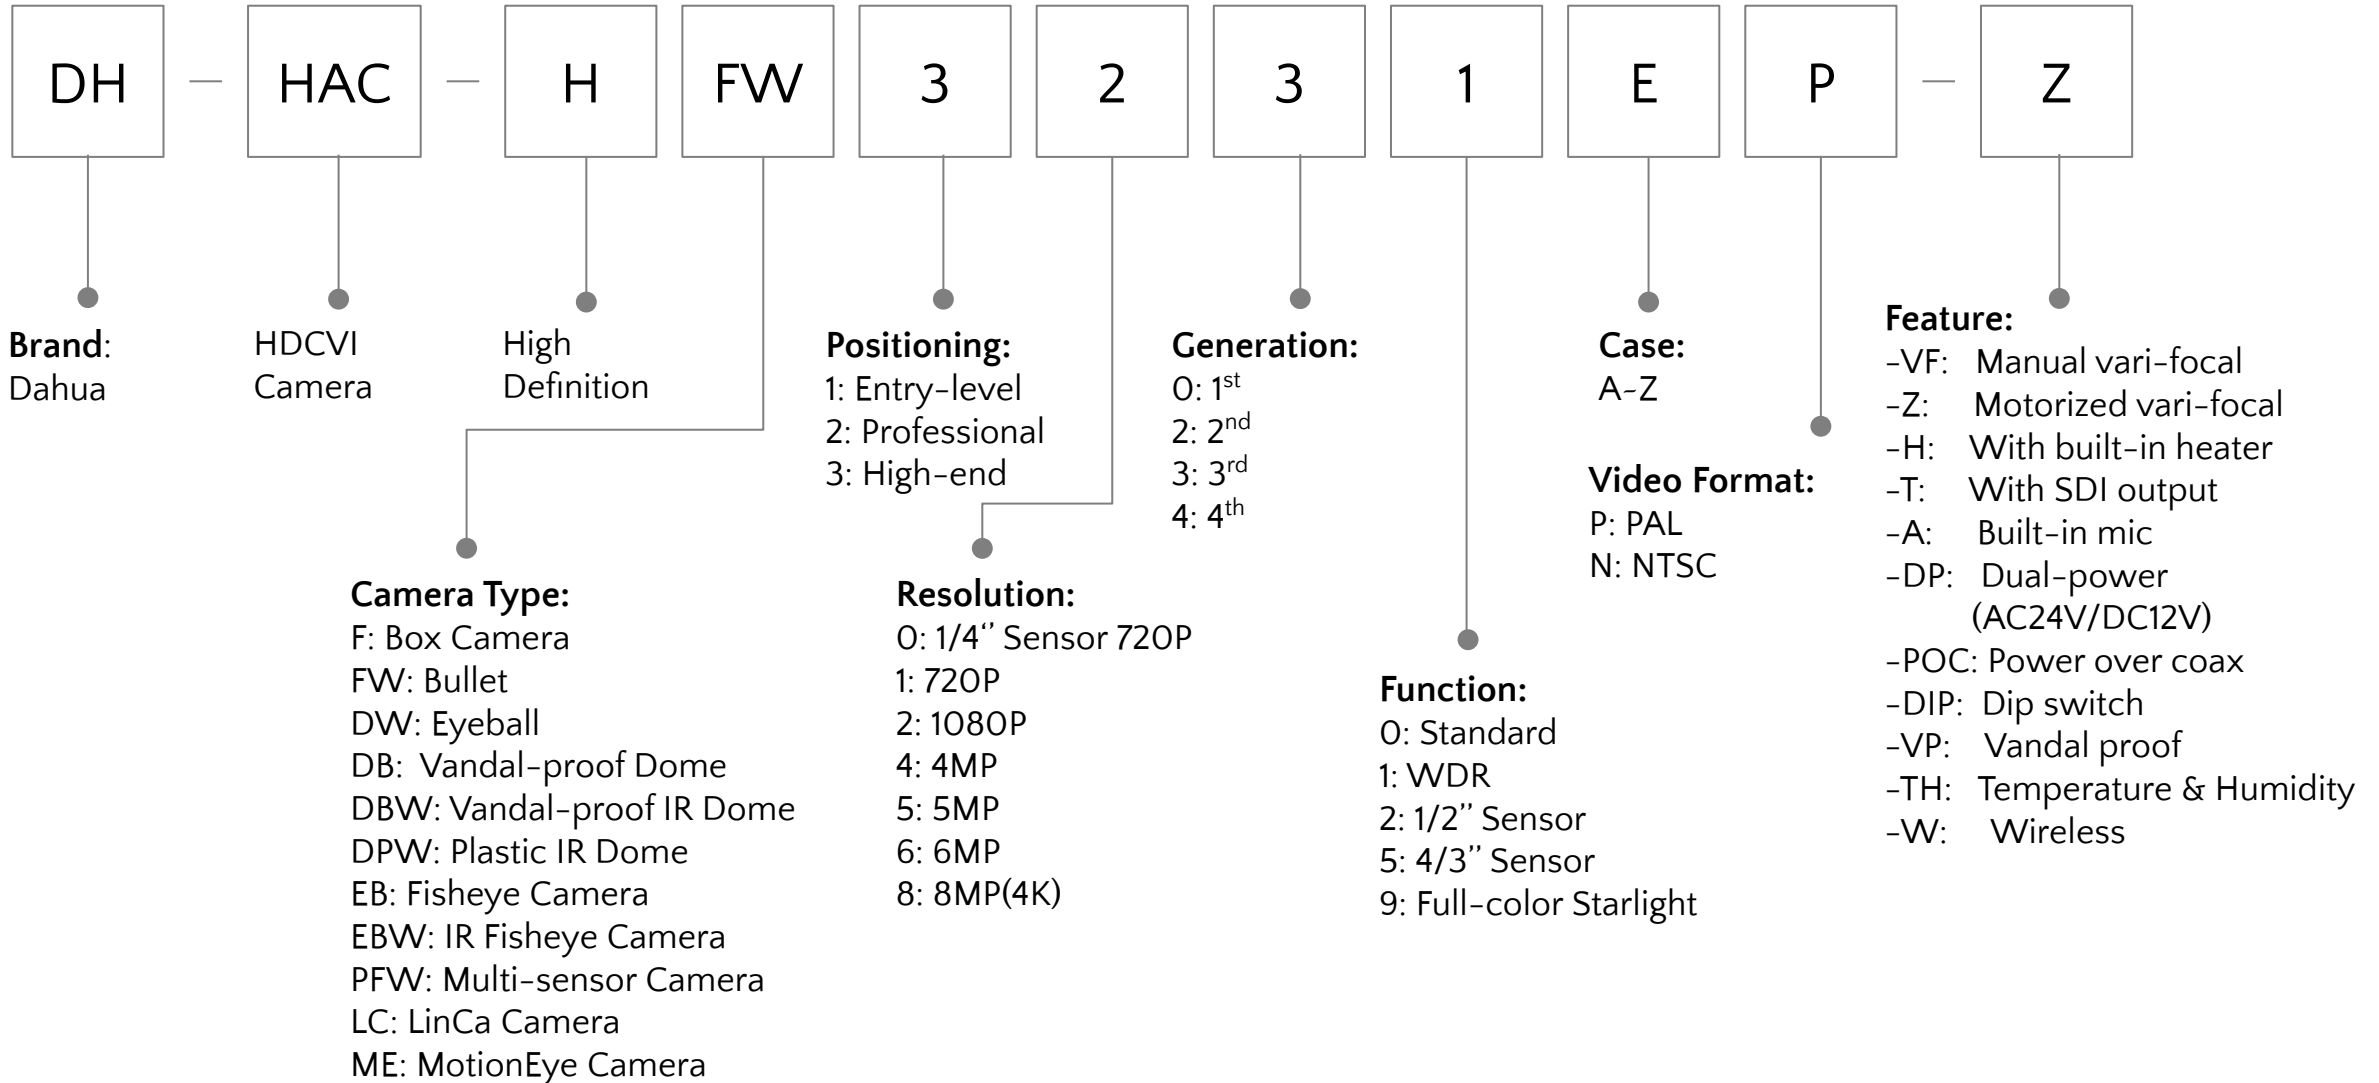 DH — HAC — H FW 3 2 3 1 E P — Z
Brand:
Dahua
HDCVI
Camera
High
Definition
Camera Type:
F: Box Camera
FW: Bullet
DW: Eyeball
DB: Vandal-proof Dome
DBW: Vandal-proof IR Dome
DPW: Plastic IR Dome
EB: Fisheye Camera
EBW: IR Fisheye Camera
PFW: Multi-sensor Camera
LC: LinCa Camera
ME: MotionEye Camera
Positioning:
1: Entry-level
2: Professional
3: High-end
Resolution:
0: 1/4‘’ Sensor 720P
1: 720P
2: 1080P
4: 4MP
5: 5MP
6: 6MP
8: 8MP(4K)
Generation:
0: 1st
2: 2nd
3: 3rd
4: 4th
Function:
0: Standard
1: WDR
2: 1/2’’ Sensor
5: 4/3’’ Sensor
9: Full-color Starlight
Case:
A~Z
Video Format:
P: PAL
N: NTSC
Feature:
-VF: Manual vari-focal
-Z: Motorized vari-focal
-H: With built-in heater
-T: With SDI output
-A: Built-in mic
-DP: Dual-power
(AC24V/DC12V)
-POC: Power over coax
-DIP: Dip switch
-VP: Vandal proof
-TH: Temperature & Humidity
-W: Wireless